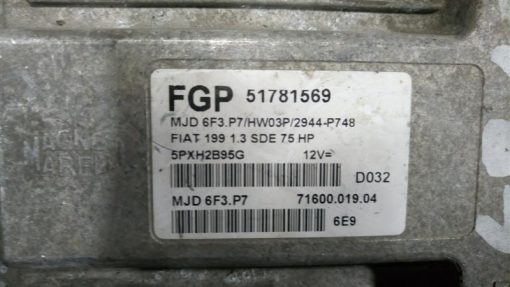 FGP 51781569
MJD 6F3.P7/HW03P/2944-P748
FIAT 199 1.3 SDE 75 HP
5PXH2B95G 12V=
D032
MJD 6F3.P7 71600.019.04
6E9